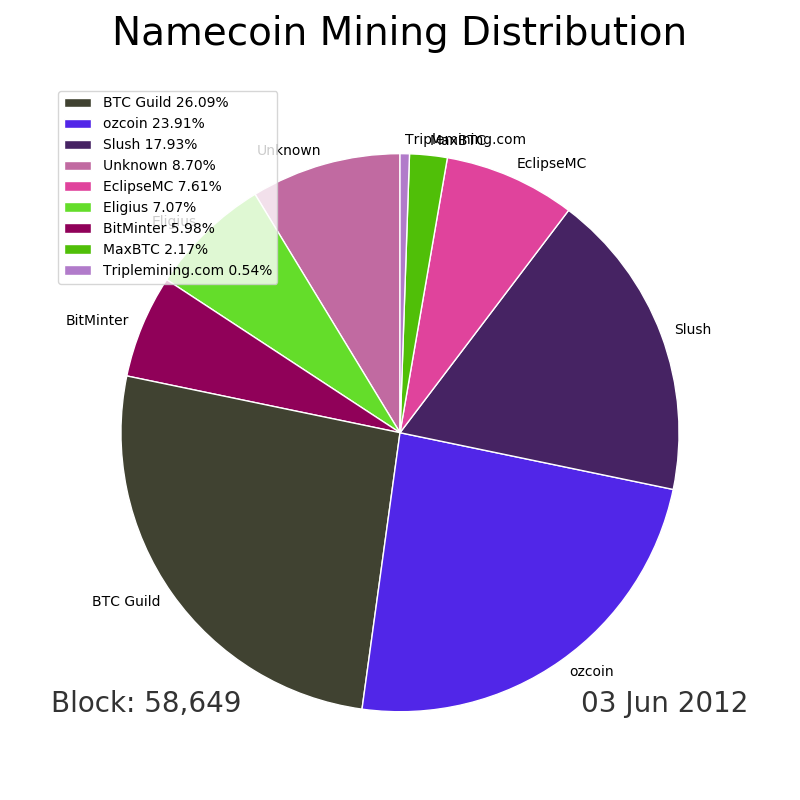 Namecoin Mining Distribution
BTC Guild 26.09%
ozcoin 23.91%
Slush 17.93%
Unknown 8.70%
EclipseMC 7.61%
Eligius 7.07%
BitMinter 5.98%
MaxBTC 2.17%
Triplemining.com 0.54%
Unknown
Triplemining.com
MaxBTC
EclipseMC
Eligius
BitMinter
Slush
BTC Guild
ozcoin
Block: 58,649
03 Jun 2012